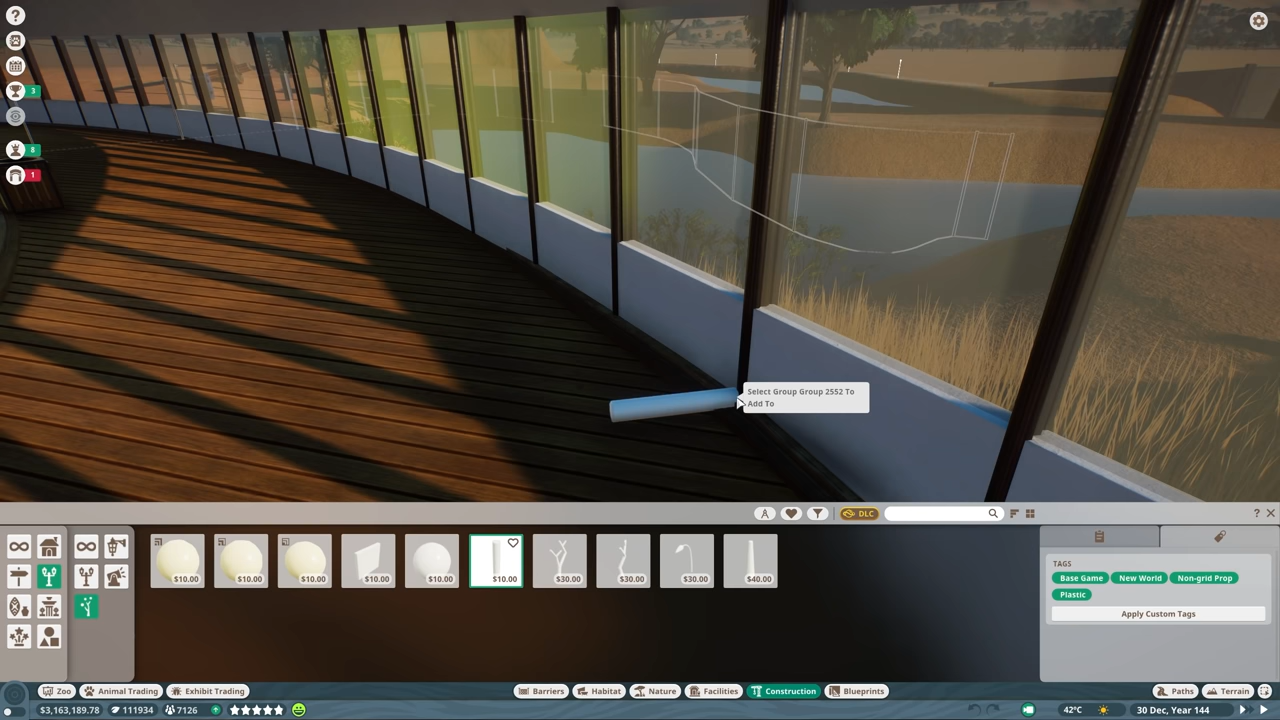 ?
3
8
1
Select Group Group 2552 To
Add To
DLC
?
$10.00
$10.00
$10.00
$10.00
$10.00
$10.00
$30.00
$30.00
$30.00
$40.00
TAGS
Base Game
New World
Non-grid Prop
Plastic
Apply Custom Tags
Zoo
Animal Trading
Exhibit Trading
Barriers
Habitat
Nature
Facilities
Construction
Blueprints
Paths
Terrain
$3,163,189.78
111934
7126
42°C
30 Dec, Year 144